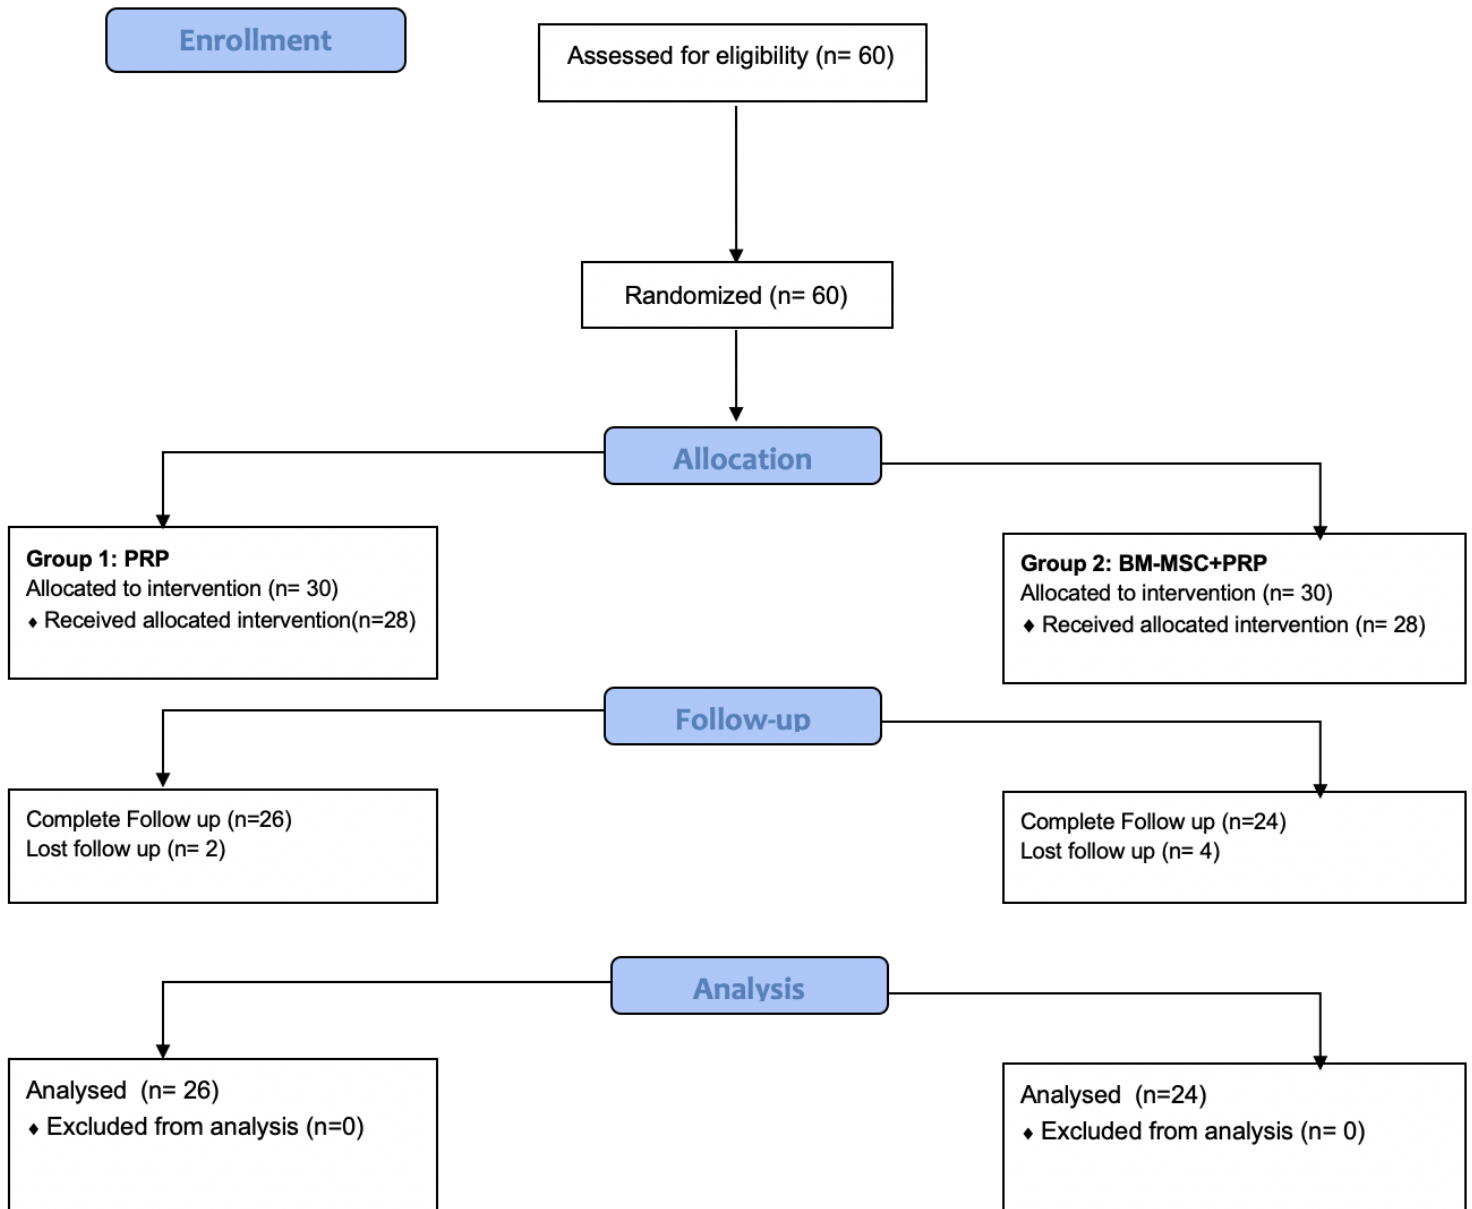 Enrollment
Assessed for eligibility (n= 60)
Randomized (n= 60)
Allocation
Group 1: PRP
Allocated to intervention (n= 30)
♦ Received allocated intervention(n=28)
Group 2: BM-MSC+PRP
Allocated to intervention (n= 30)
♦ Received allocated intervention (n= 28)
Follow-up
Complete Follow up (n=26)
Lost follow up (n= 2)
Complete Follow up (n=24)
Lost follow up (n= 4)
Analysis
Analysed  (n= 26)
♦ Excluded from analysis (n=0)
Analysed  (n=24)
♦ Excluded from analysis (n= 0)